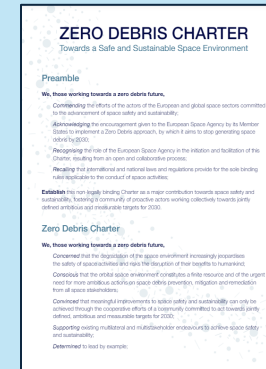 ZERO DEBRIS CHARTER
Towards a Safe and Sustainable Space Environment
Preamble
We, those working towards a zero debris future,
Commending the efforts of the actors of the European and global space sectors committed
to the advancement of space safety and sustainability;
Acknowledging the encouragement given to the European Space Agency by its Member
States to implement a Zero Debris approach, by which it aims to stop generating space
debris by 2030;
Recognising the role of the European Space Agency in the initiation and facilitation of this
Charter, resulting from an open and collaborative process;
Recalling that international and national laws and regulations provide for the sole binding
rules applicable to the conduct of space activities;
Establish this non-legally binding Charter as a major contribution towards space safety and
sustainability, fostering a community of proactive actors working collectively towards jointly
defined ambitious and measurable targets for 2030.
Zero Debris Charter
We, those working towards a zero debris future,
Concerned that the degradation of the space environment increasingly jeopardises
the safety of space activities and risks the disruption of their benefits to humankind;
Conscious that the orbital space environment constitutes a finite resource and of the urgent
need for more ambitious actions on space debris prevention, mitigation and remediation
from all space stakeholders;
Convinced that meaningful improvements to space safety and sustainability can only be
achieved through the cooperative efforts of a community committed to act towards jointly
defined, ambitious and measurable targets for 2030;
Supporting existing multilateral and multistakeholder endeavours to achieve space safety
and sustainability;
Determined to lead by example;